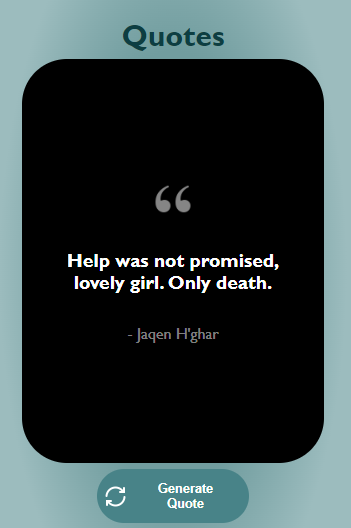 Quotes
“
Help was not promised,
lovely girl. Only death.
- Jaqen H'ghar
Generate
Quote